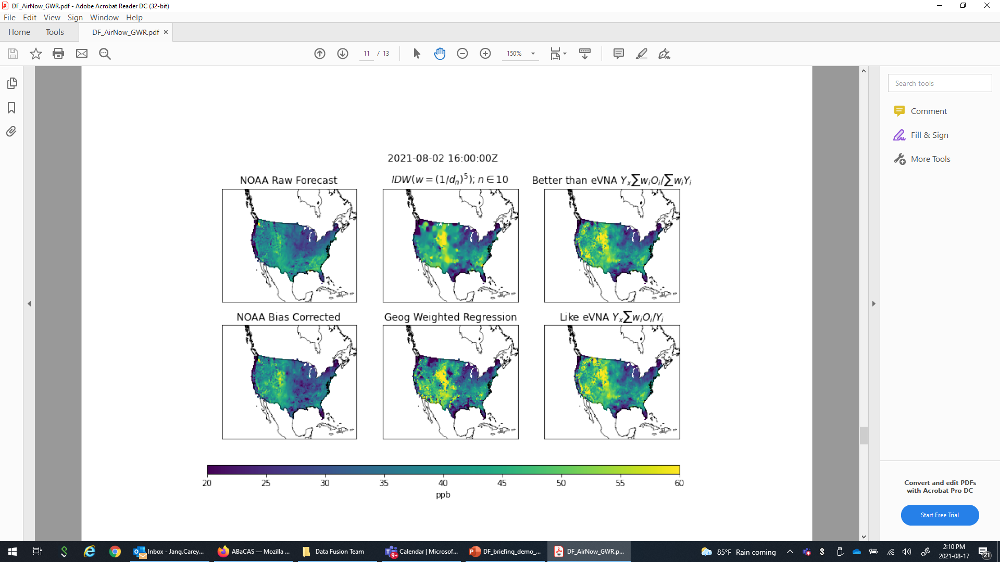 DF_AirNow_GWR.pdf - Adobe Acrobat Reader DC (32-bit)
File Edit View Sign Window Help
Home Tools DF_AirNow_GWR.pdf ×
11 / 13 150%
Search tools
Comment
Fill & Sign
More Tools
2021-08-02 16:00:00Z
NOAA Raw Forecast
IDW(w = (1/dₙ)⁵); n ∈ 10
Better than eVNA Yₓ∑wᵢOᵢ/∑wᵢYᵢ
NOAA Bias Corrected
Geog Weighted Regression
Like eVNA Yₓ∑wᵢOᵢ/Yᵢ
20 25 30 35 40 45 50 55 60
ppb
Convert and edit PDFs
with Acrobat Pro DC
Start Free Trial
Inbox - Jang.Carey...
ABaCAS — Mozilla ...
Data Fusion Team
9+
Calendar | Microsof...
DF_briefing_demo_...
DF_AirNow_GWR.p...
85°F Rain coming
2:10 PM
2021-08-17
21